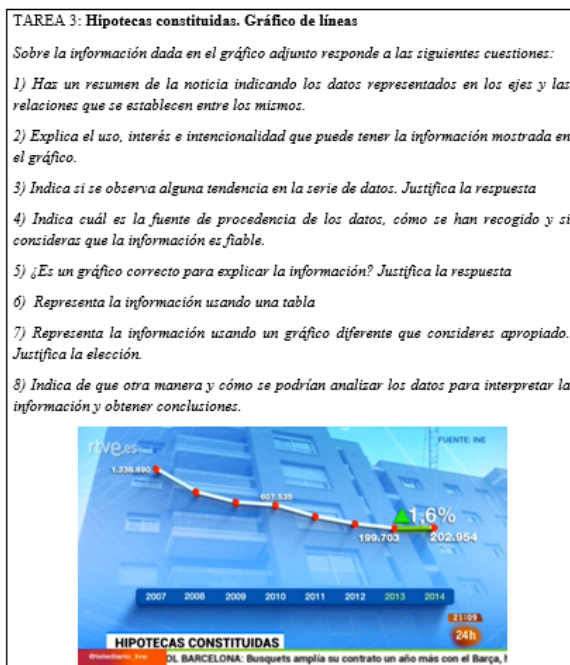 TAREA 3: Hipotecas constituidas. Gráfico de líneas
Sobre la información dada en el gráfico adjunto responde a las siguientes cuestiones:
1) Haz un resumen de la noticia indicando los datos representados en los ejes y las
relaciones que se establecen entre los mismos.
2) Explica el uso, interés e intencionalidad que puede tener la información mostrada en
el gráfico.
3) Indica si se observa alguna tendencia en la serie de datos. Justifica la respuesta
4) Indica cuál es la fuente de procedencia de los datos, cómo se han recogido y si
consideras que la información es fiable.
5) ¿Es un gráfico correcto para explicar la información? Justifica la respuesta
6) Representa la información usando una tabla
7) Representa la información usando un gráfico diferente que consideres apropiado.
Justifica la elección.
8) Indica de que otra manera y cómo se podrían analizar los datos para interpretar la
información y obtener conclusiones.
rtve.es
FUENTE: INE
1.238.890
607.535
1,6%
199.703 202.954
2007 2008 2009 2010 2011 2012 2013 2014
21:09
24h
HIPOTECAS CONSTITUIDAS
@telediario_tve OL BARCELONA: Busquets amplía su contrato un año más con el Barça,